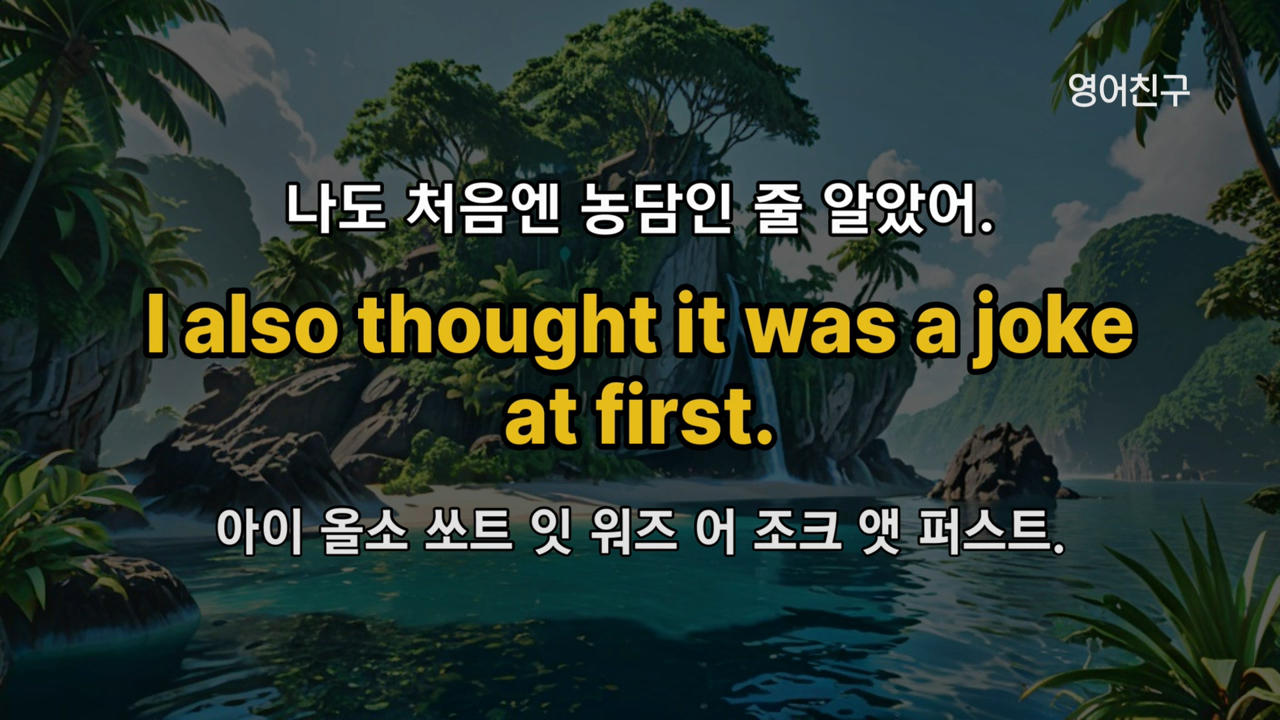 영어친구
나도 처음엔 농담인 줄 알았어.
I also thought it was a joke
at first.
아이 올소 쏘트 잇 워즈 어 조크 앳 퍼스트.